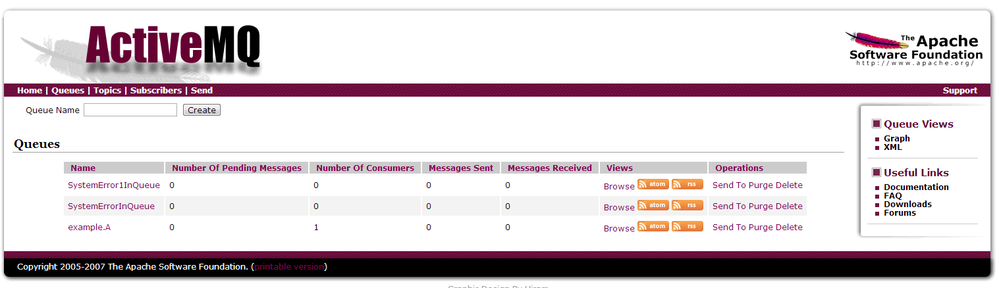 ActiveMQ
The Apache
Software Foundation
http://www.apache.org/
Home | Queues | Topics | Subscribers | Send
Support
Queue Name
Create
Queues
Name Number Of Pending Messages Number Of Consumers Messages Sent Messages Received Views Operations
SystemError1InQueue 0 0 0 0 Browse atom rss Send To Purge Delete
SystemErrorInQueue 0 0 0 0 Browse atom rss Send To Purge Delete
example.A 0 1 0 0 Browse atom rss Send To Purge Delete
Queue Views
Graph
XML
Useful Links
Documentation
FAQ
Downloads
Forums
Copyright 2005-2007 The Apache Software Foundation. (printable version)
Graphic Design By Hiram